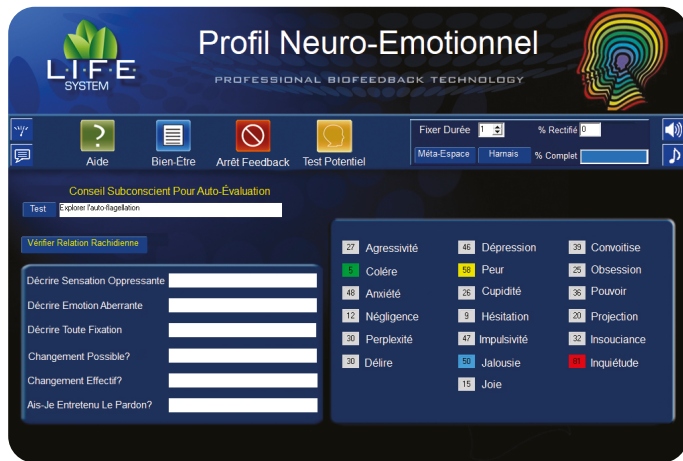 L·I·F·E·
SYSTEM
Profil Neuro-Emotionnel
PROFESSIONAL BIOFEEDBACK TECHNOLOGY
Aide
Bien-Être
Arrêt Feedback
Test Potentiel
Fixer Durée 1
% Rectifié 0
Méta-Espace
Harnais
% Complet
Conseil Subconscient Pour Auto-Évaluation
Test
Explorer l'auto-flagellation
Vérifier Relation Rachidienne
Décrire Sensation Oppressante
Décrire Emotion Aberrante
Décrire Toute Fixation
Changement Possible?
Changement Effectif?
Ais-Je Entretenu Le Pardon?
27 Agressivité
5 Colére
48 Anxiété
12 Négligence
30 Perplexité
30 Délire
46 Dépression
58 Peur
26 Cupidité
9 Hésitation
47 Impulsivité
50 Jalousie
15 Joie
39 Convoitise
25 Obsession
36 Pouvoir
20 Projection
32 Insouciance
81 Inquiétude